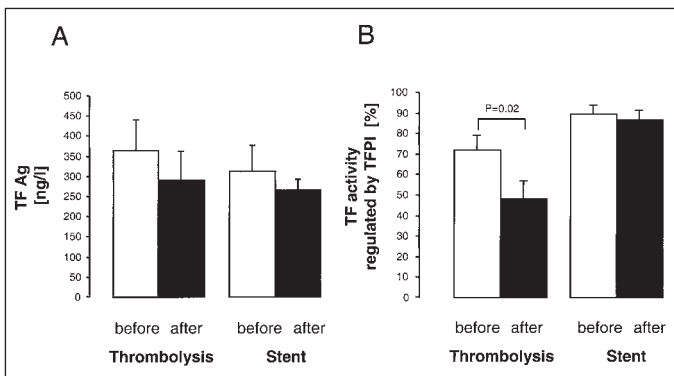 A
TF Ag
[ng/l]
500
450
400
350
300
250
200
150
100
50
0
before after
before after
Thrombolysis
Stent
B
TF activity
regulated by TFPI [%]
100
90
80
70
60
50
40
30
20
10
0
P=0.02
before after
before after
Thrombolysis
Stent